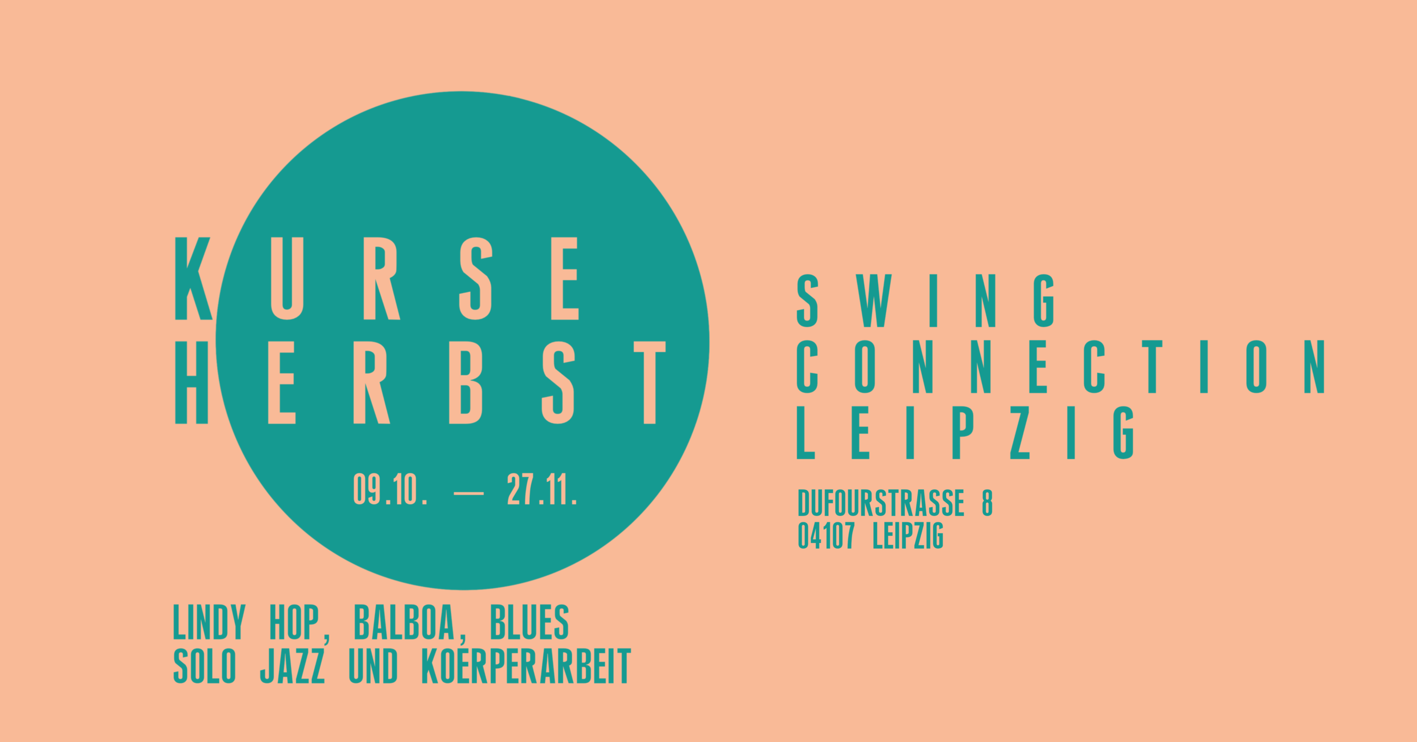 KURSE
HERBST
09.10. — 27.11.
LINDY HOP, BALBOA, BLUES
SOLO JAZZ UND KOERPERARBEIT
SWING
CONNECTION
LEIPZIG
DUFOURSTRASSE 8
04107 LEIPZIG